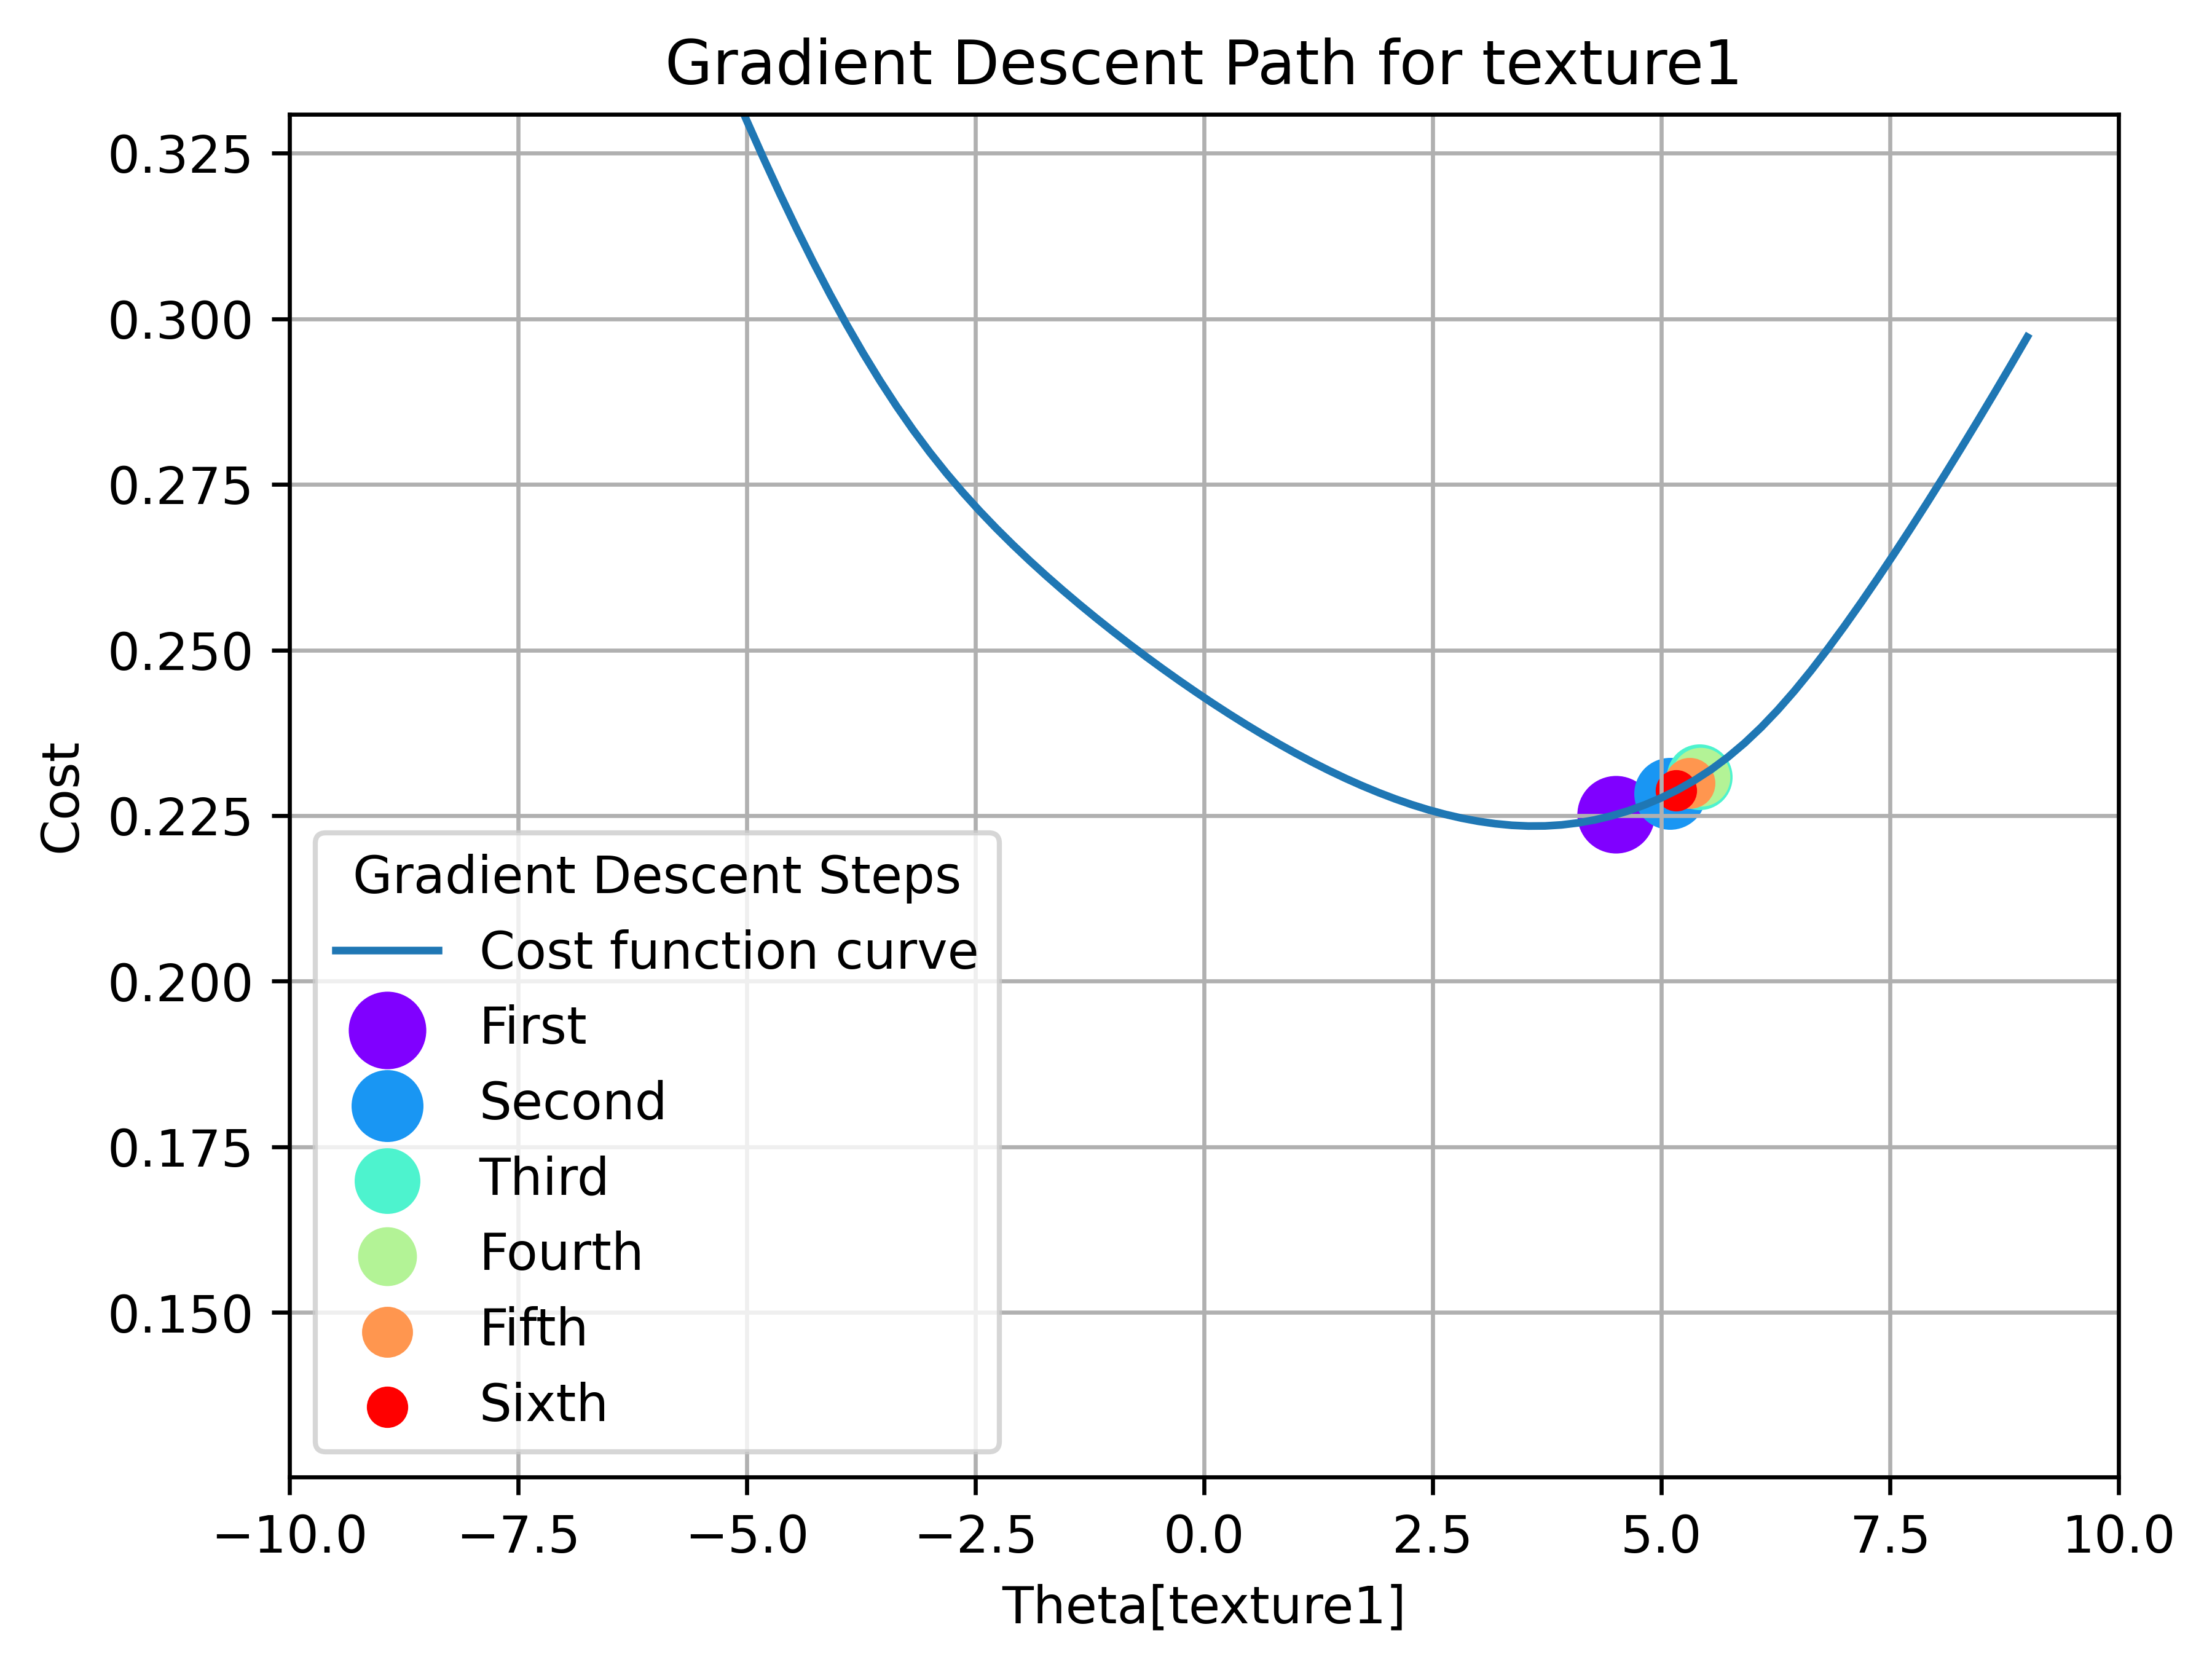 Gradient Descent Path for texture1
0.325
0.300
0.275
0.250
0.225
0.200
0.175
0.150
Cost
Gradient Descent Steps
Cost function curve
First
Second
Third
Fourth
Fifth
Sixth
−10.0 −7.5 −5.0 −2.5 0.0 2.5 5.0 7.5 10.0
Theta[texture1]